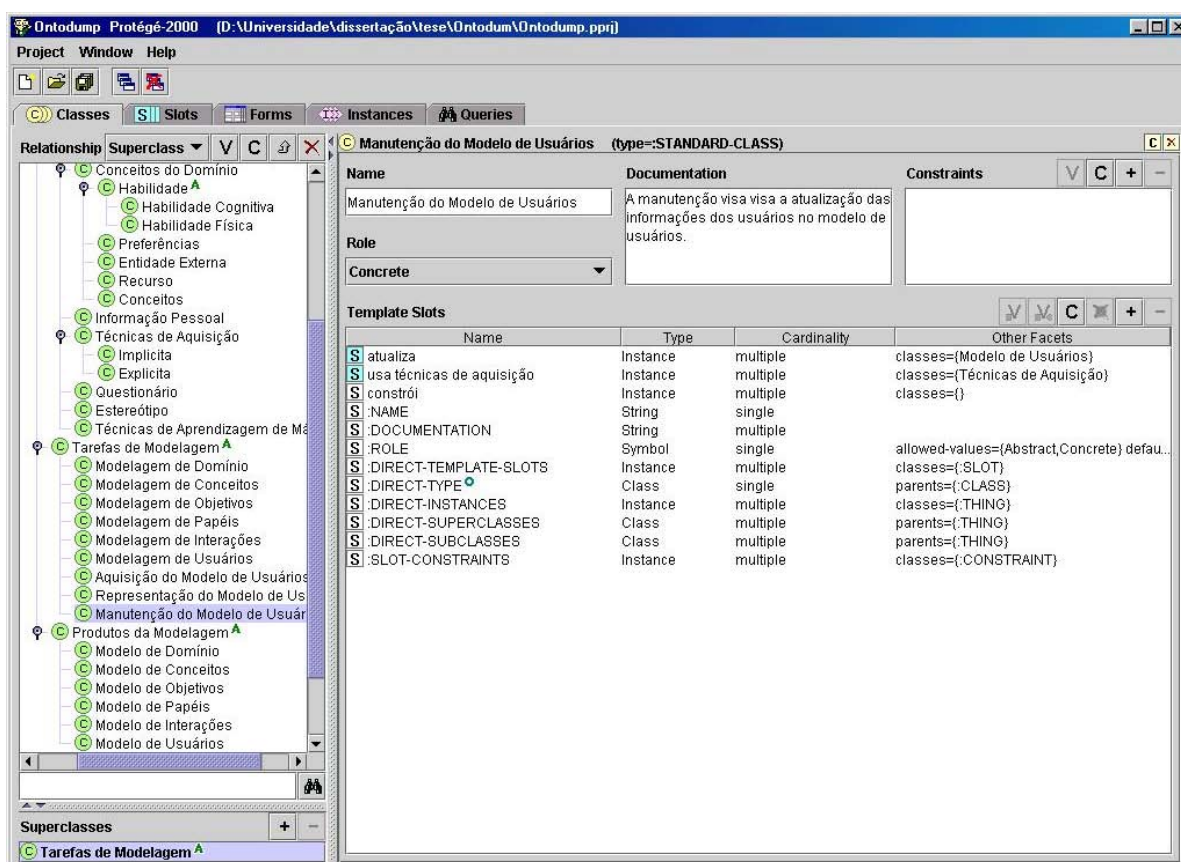 Ontodump Protégé-2000 (D:\Universidade\dissertação\tese\Ontodum\Ontodump.pprj)
Project Window Help
C Classes S Slots Forms Instances Queries
Relationship Superclass V C
C Conceitos do Domínio
C Habilidade A
C Habilidade Cognitiva
C Habilidade Física
C Preferências
C Entidade Externa
C Recurso
C Conceitos
C Informação Pessoal
C Técnicas de Aquisição
C Implicita
C Explicita
C Questionário
C Estereótipo
C Técnicas de Aprendizagem de Má
C Tarefas de Modelagem A
C Modelagem de Domínio
C Modelagem de Conceitos
C Modelagem de Objetivos
C Modelagem de Papéis
C Modelagem de Interações
C Modelagem de Usuários
C Aquisição do Modelo de Usuários
C Representação do Modelo de Us
C Manutenção do Modelo de Usuár
C Produtos da Modelagem A
C Modelo de Domínio
C Modelo de Conceitos
C Modelo de Objetivos
C Modelo de Papéis
C Modelo de Interações
C Modelo de Usuários
Superclasses + -
C Tarefas de Modelagem A
C Manutenção do Modelo de Usuários (type=:STANDARD-CLASS) C x
Name
Manutenção do Modelo de Usuários
Role
Concrete
Documentation
A manutenção visa visa a atualização das
informações dos usuários no modelo de
usuários.
Constraints V C + -
Template Slots V V C + -
Name Type Cardinality Other Facets
S atualiza Instance multiple classes={Modelo de Usuários}
S usa técnicas de aquisição Instance multiple classes={Técnicas de Aquisição}
S constrói Instance multiple classes={}
S :NAME String single
S :DOCUMENTATION String multiple
S :ROLE Symbol single allowed-values={Abstract,Concrete} defau...
S :DIRECT-TEMPLATE-SLOTS Instance multiple classes={:SLOT}
S :DIRECT-TYPE Class single parents={:CLASS}
S :DIRECT-INSTANCES Instance multiple classes={:THING}
S :DIRECT-SUPERCLASSES Class multiple parents={:THING}
S :DIRECT-SUBCLASSES Class multiple parents={:THING}
S :SLOT-CONSTRAINTS Instance multiple classes={:CONSTRAINT}